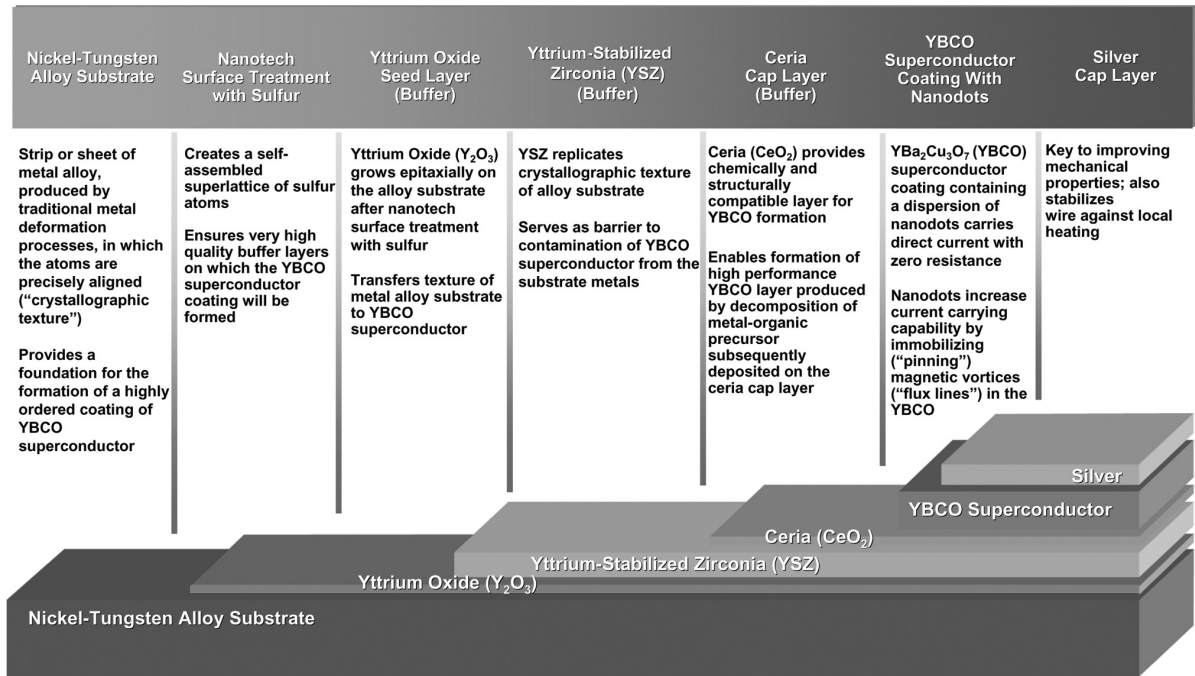 Nickel-Tungsten
Alloy Substrate
Nanotech
Surface Treatment
with Sulfur
Yttrium Oxide
Seed Layer
(Buffer)
Yttrium-Stabilized
Zirconia (YSZ)
(Buffer)
Ceria
Cap Layer
(Buffer)
YBCO
Superconductor
Coating With
Nanodots
Silver
Cap Layer
Strip or sheet of
metal alloy,
produced by
traditional metal
deformation
processes, in which
the atoms are
precisely aligned
(“crystallographic
texture”)
Provides a
foundation for the
formation of a highly
ordered coating of
YBCO
superconductor
Creates a self-
assembled
superlattice of sulfur
atoms
Ensures very high
quality buffer layers
on which the YBCO
superconductor
coating will be
formed
Yttrium Oxide (Y₂O₃)
grows epitaxially on
the alloy substrate
after nanotech
surface treatment
with sulfur
Transfers texture of
metal alloy substrate
to YBCO
superconductor
YSZ replicates
crystallographic texture
of alloy substrate
Serves as barrier to
contamination of YBCO
superconductor from the
substrate metals
Ceria (CeO₂) provides
chemically and
structurally
compatible layer for
YBCO formation
Enables formation of
high performance
YBCO layer produced
by decomposition of
metal-organic
precursor
subsequently
deposited on the
ceria cap layer
YBa₂Cu₃O₇ (YBCO)
superconductor
coating containing
a dispersion of
nanodots carries
direct current with
zero resistance
Nanodots increase
current carrying
capability by
immobilizing
(“pinning”)
magnetic vortices
(“flux lines”) in the
YBCO
Key to improving
mechanical
properties; also
stabilizes
wire against local
heating
Silver
YBCO Superconductor
Ceria (CeO₂)
Yttrium-Stabilized Zirconia (YSZ)
Yttrium Oxide (Y₂O₃)
Nickel-Tungsten Alloy Substrate